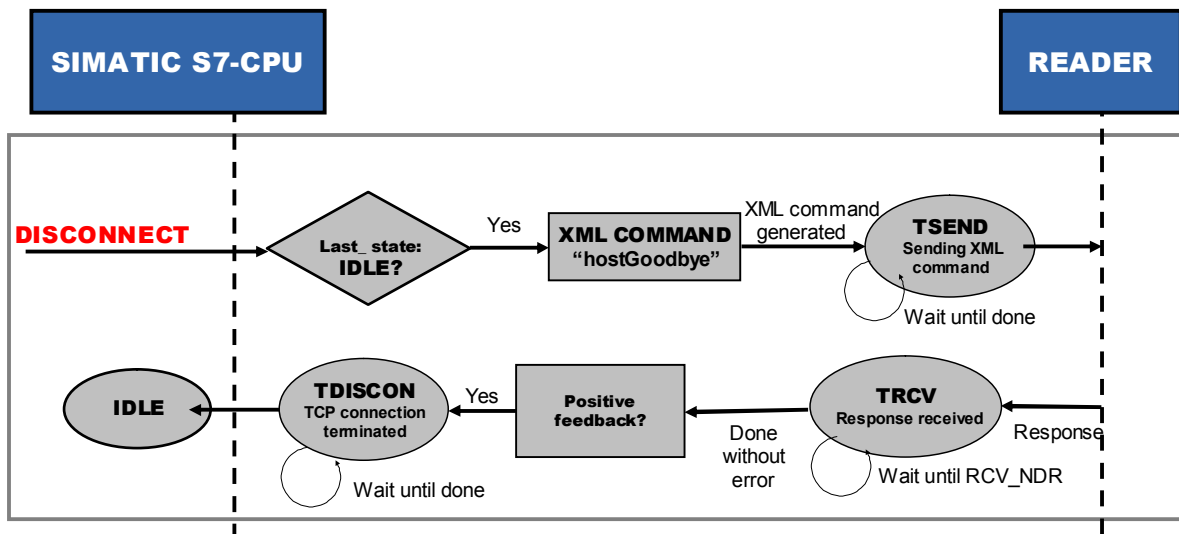 SIMATIC S7-CPU
READER
DISCONNECT
Last_ state:
IDLE?
Yes
XML COMMAND
“hostGoodbye”
XML command
generated
TSEND
Sending XML
command
Wait until done
IDLE
TDISCON
TCP connection
terminated
Wait until done
Yes
Positive
feedback?
Done
without
error
TRCV
Response received
Wait until RCV_NDR
Response